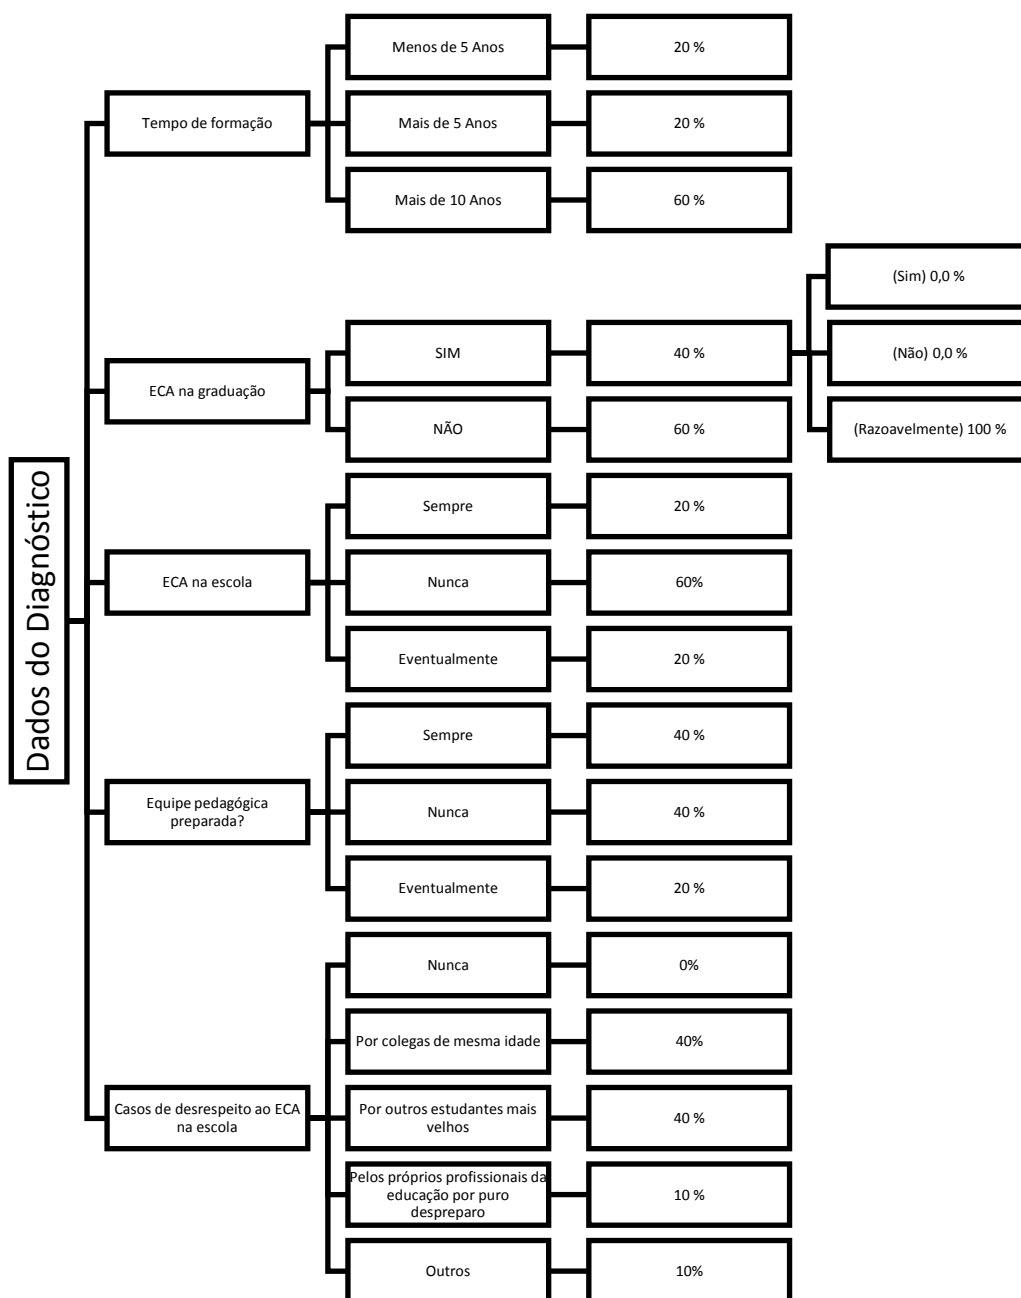 Dados do Diagnóstico
Tempo de formação
Menos de 5 Anos
20 %
Mais de 5 Anos
20 %
Mais de 10 Anos
60 %
ECA na graduação
SIM
40 %
(Sim) 0,0 %
(Não) 0,0 %
(Razoavelmente) 100 %
NÃO
60 %
ECA na escola
Sempre
20 %
Nunca
60%
Eventualmente
20 %
Equipe pedagógica
preparada?
Sempre
40 %
Nunca
40 %
Eventualmente
20 %
Casos de desrespeito ao ECA
na escola
Nunca
0%
Por colegas de mesma idade
40%
Por outros estudantes mais
velhos
40 %
Pelos próprios profissionais da
educação por puro
despreparo
10 %
Outros
10%